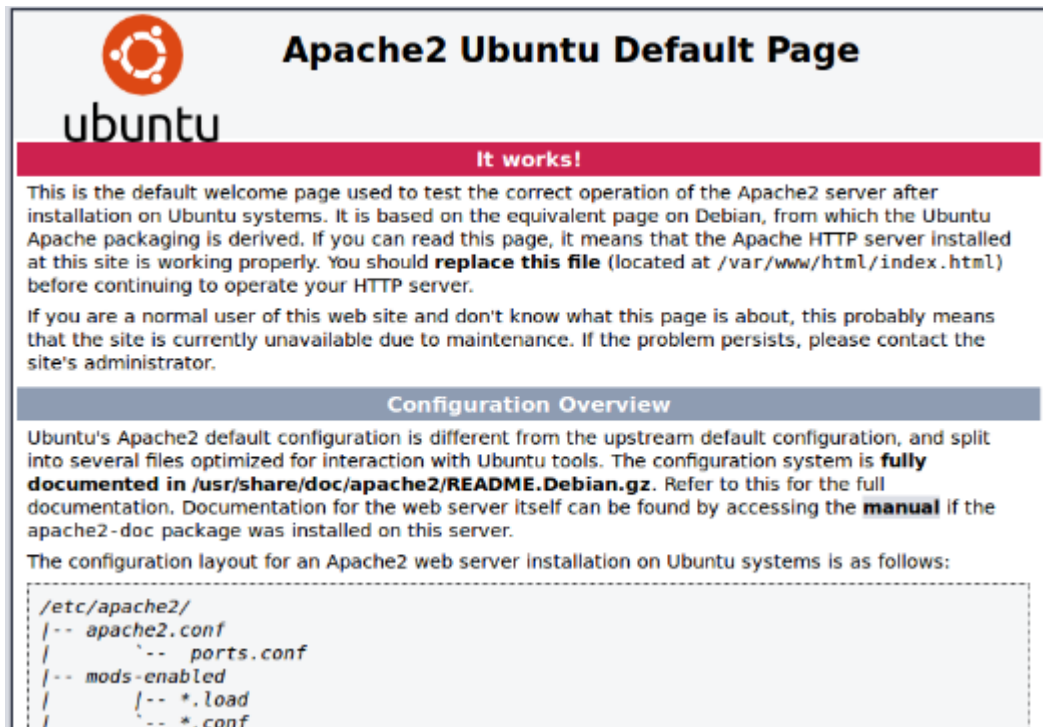 Apache2 Ubuntu Default Page
ubuntu
It works!
This is the default welcome page used to test the correct operation of the Apache2 server after
installation on Ubuntu systems. It is based on the equivalent page on Debian, from which the Ubuntu
Apache packaging is derived. If you can read this page, it means that the Apache HTTP server installed
at this site is working properly. You should replace this file (located at /var/www/html/index.html)
before continuing to operate your HTTP server.
If you are a normal user of this web site and don't know what this page is about, this probably means
that the site is currently unavailable due to maintenance. If the problem persists, please contact the
site's administrator.
Configuration Overview
Ubuntu's Apache2 default configuration is different from the upstream default configuration, and split
into several files optimized for interaction with Ubuntu tools. The configuration system is fully
documented in /usr/share/doc/apache2/README.Debian.gz. Refer to this for the full
documentation. Documentation for the web server itself can be found by accessing the manual if the
apache2-doc package was installed on this server.
The configuration layout for an Apache2 web server installation on Ubuntu systems is as follows:
/etc/apache2/
|-- apache2.conf
|       `--  ports.conf
|-- mods-enabled
|       |-- *.load
|       `-- *.conf